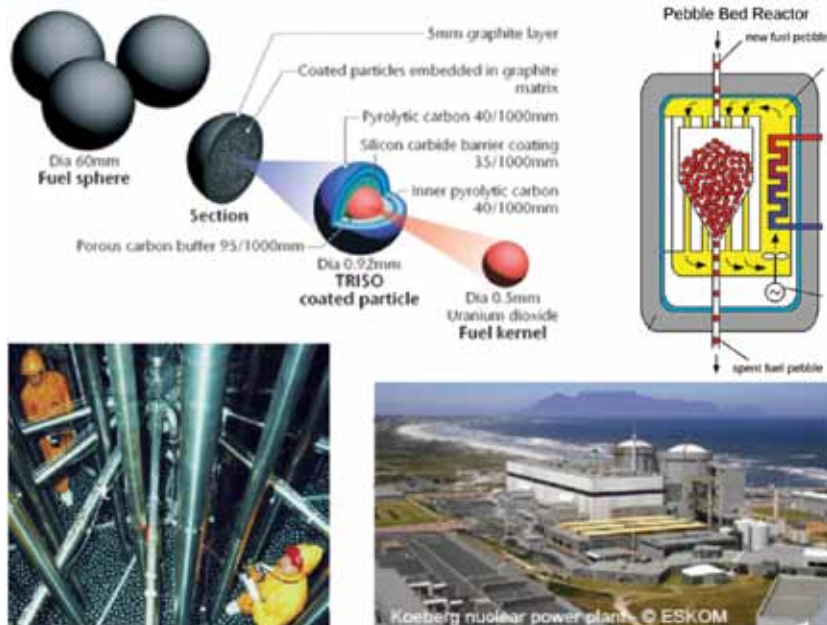 5mm graphite layer
Coated particles embedded in graphite
matrix
Pyrolytic carbon 40/1000mm
Silicon carbide barrier coating
35/1000mm
Inner pyrolytic carbon
40/1000mm
Dia 60mm
Fuel sphere
Section
Porous carbon buffer 95/1000mm
Dia 0.92mm
TRISO
coated particle
Dia 0.5mm
Uranium dioxide
Fuel kernel
Pebble Bed Reactor
new fuel pebble
spent fuel pebble
Koeberg nuclear power plant - © ESKOM